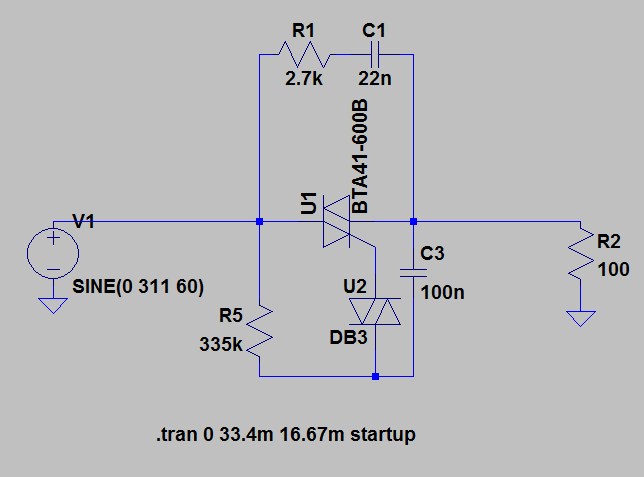 R1
C1
2.7k
22n
BTA41-600B
U1
V1
SINE(0 311 60)
C3
100n
R2
100
U2
DB3
R5
335k
.tran 0 33.4m 16.67m startup